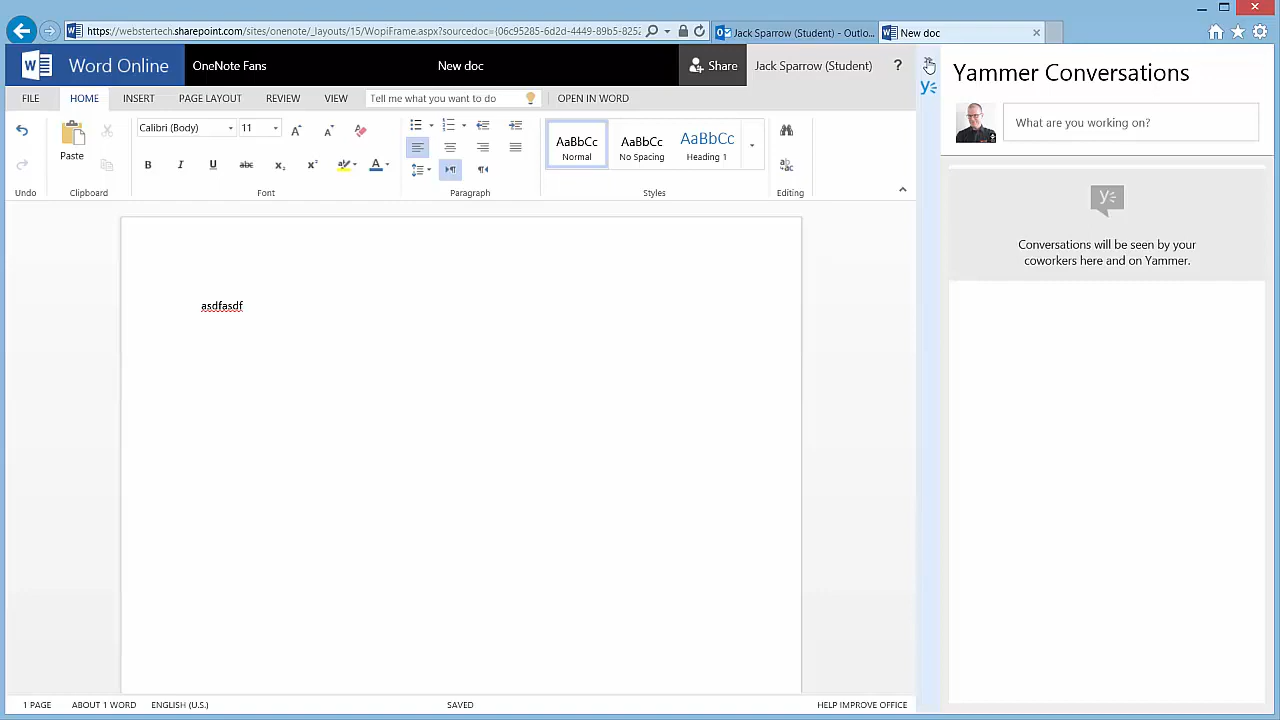 https://webstertech.sharepoint.com/sites/onenote/_layouts/15/WopiFrame.aspx?sourcedoc={06c95285-6d2d-4449-89b5-8252
Jack Sparrow (Student) - Outlo...
New doc
Word Online
OneNote Fans
New doc
Share
Jack Sparrow (Student)
?
FILE
HOME
INSERT
PAGE LAYOUT
REVIEW
VIEW
Tell me what you want to do
OPEN IN WORD
Paste
Calibri (Body)
11
AaBbCc
Normal
AaBbCc
No Spacing
AaBbCc
Heading 1
Undo
Clipboard
Font
Paragraph
Styles
Editing
asdfasdf
Yammer Conversations
What are you working on?
Conversations will be seen by your
coworkers here and on Yammer.
1 PAGE
ABOUT 1 WORD
ENGLISH (U.S.)
SAVED
HELP IMPROVE OFFICE